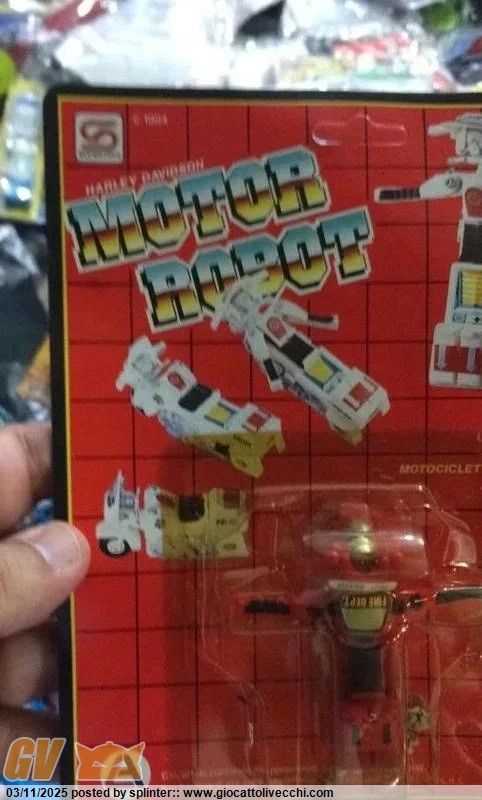 © 1984
HARLEY DAVIDSON
MOTOR
ROBOT
MOTOCICLET
FIRE DEPT.
GV
03/11/2025 posted by splinter:: www.giocattolivecchi.com